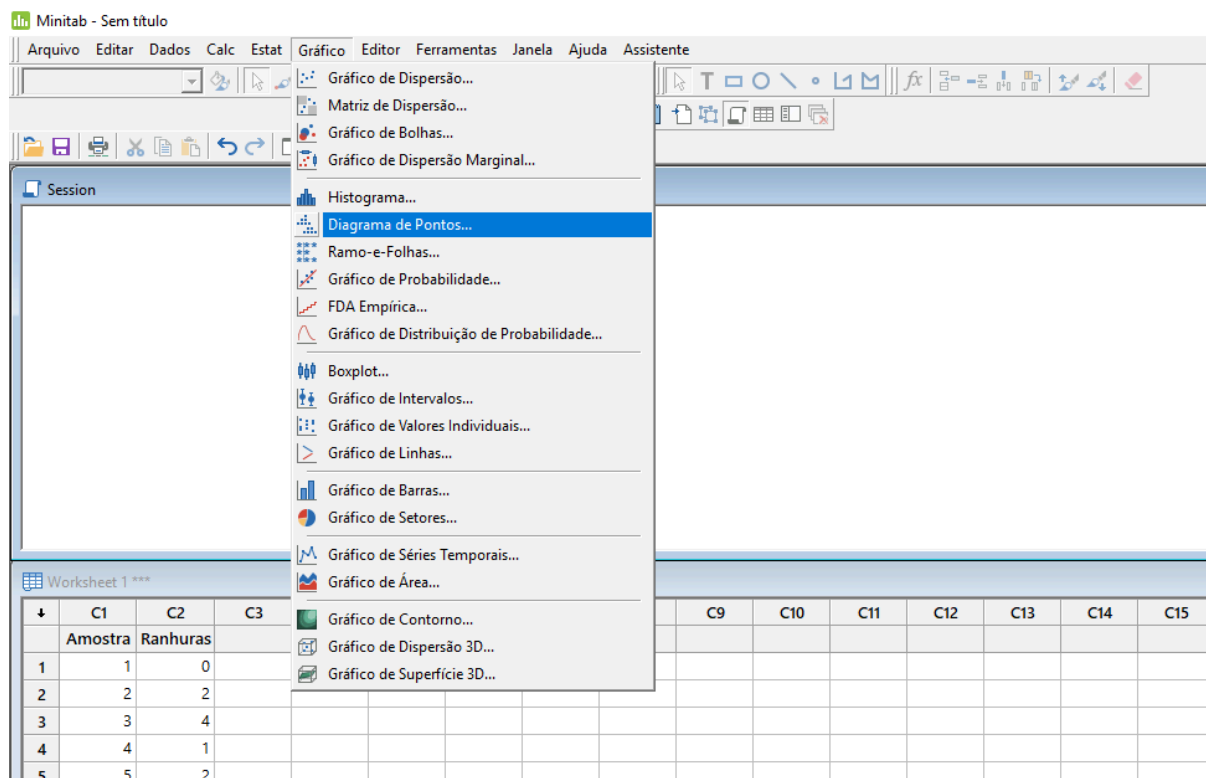 Minitab - Sem título
Arquivo Editar Dados Calc Estat Gráfico Editor Ferramentas Janela Ajuda Assistente
Gráfico de Dispersão...
Matriz de Dispersão...
Gráfico de Bolhas...
Gráfico de Dispersão Marginal...
Histograma...
Diagrama de Pontos...
Ramo-e-Folhas...
Gráfico de Probabilidade...
FDA Empírica...
Gráfico de Distribuição de Probabilidade...
Boxplot...
Gráfico de Intervalos...
Gráfico de Valores Individuais...
Gráfico de Linhas...
Gráfico de Barras...
Gráfico de Setores...
Gráfico de Séries Temporais...
Gráfico de Área...
Gráfico de Contorno...
Gráfico de Dispersão 3D...
Gráfico de Superfície 3D...
Session
Worksheet 1 ***
C1 C2 C3 C9 C10 C11 C12 C13 C14 C15
Amostra Ranhuras
1 1 0
2 2 2
3 3 4
4 4 1
5 5 2